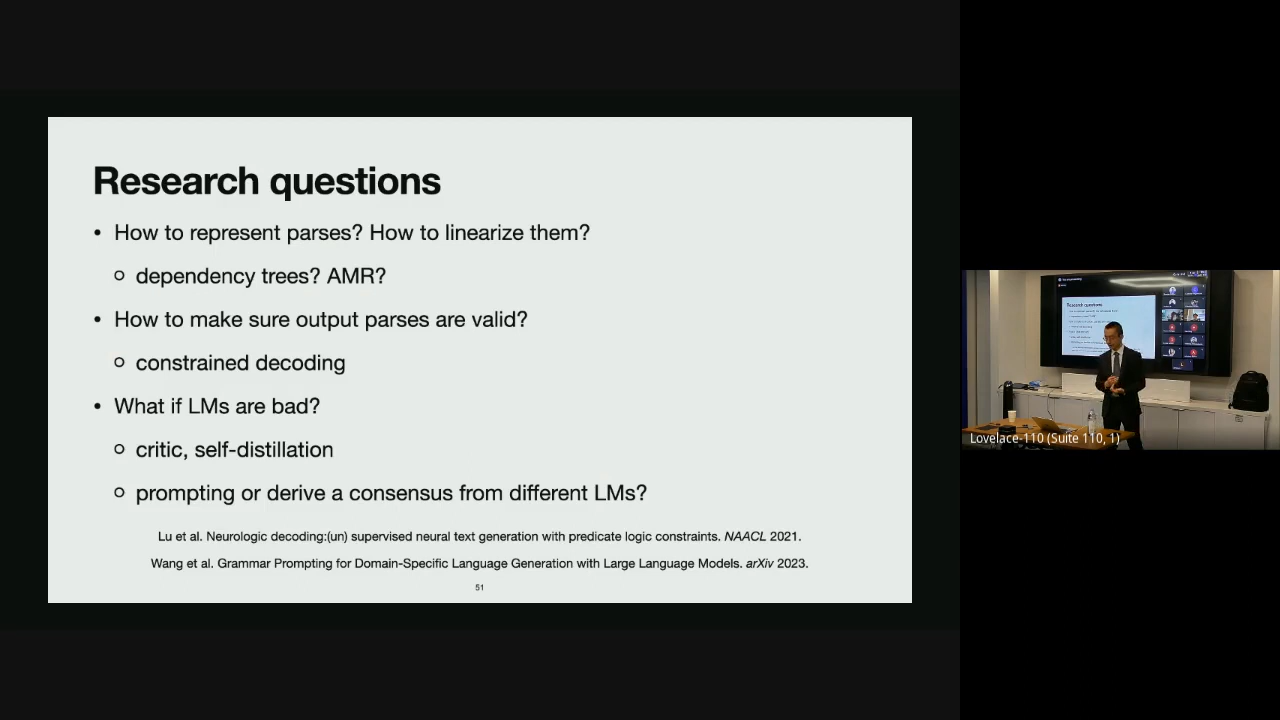 Research questions
• How to represent parses? How to linearize them?
○ dependency trees? AMR?
• How to make sure output parses are valid?
○ constrained decoding
• What if LMs are bad?
○ critic, self-distillation
○ prompting or derive a consensus from different LMs?
Lu et al. Neurologic decoding:(un) supervised neural text generation with predicate logic constraints. NAACL 2021.
Wang et al. Grammar Prompting for Domain-Specific Language Generation with Large Language Models. arXiv 2023.
51
Research questions
Lovelace-110 (Suite 110, 1)